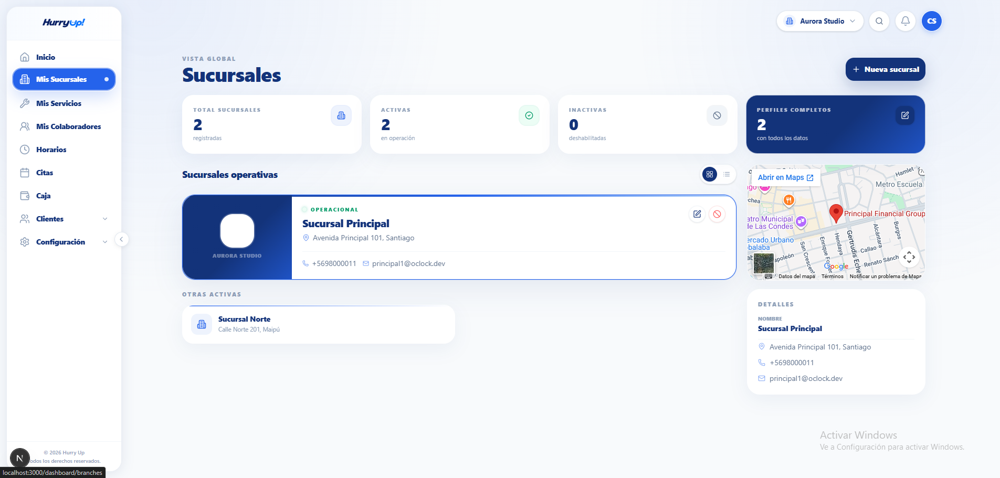 HurryUp!
Inicio
Mis Sucursales
Mis Servicios
Mis Colaboradores
Horarios
Citas
Caja
Clientes
Configuración
© 2026 Hurry Up
odos los derechos reservados.
N
localhost:3000/dashboard/branches
Aurora Studio
CS
VISTA GLOBAL
Sucursales
+ Nueva sucursal
TOTAL SUCURSALES
2
registradas
ACTIVAS
2
en operación
INACTIVAS
0
deshabilitadas
PERFILES COMPLETOS
2
con todos los datos
Sucursales operativas
AURORA STUDIO
OPERACIONAL
Sucursal Principal
Avenida Principal 101, Santiago
+5698000011
principal1@oclock.dev
OTRAS ACTIVAS
Sucursal Norte
Calle Norte 201, Maipú
Abrir en Maps
Hamlet
70
Metro Escuela
ago
ochea
Principal Financial Group
atro Municipal
de Las Condes
ercado Urbano
obalaba
Napoleón
San Crescent
Enrique Foster
Hendaya
Gertrudis Eche
Alcántara
Burgos
Callao
Renato Sánch
Google
Datos del mapa
Términos
Notificar un problema de Maps
DETALLES
NOMBRE
Sucursal Principal
Avenida Principal 101, Santiago
+5698000011
principal1@oclock.dev
Activar Windows
Ve a Configuración para activar Windows.